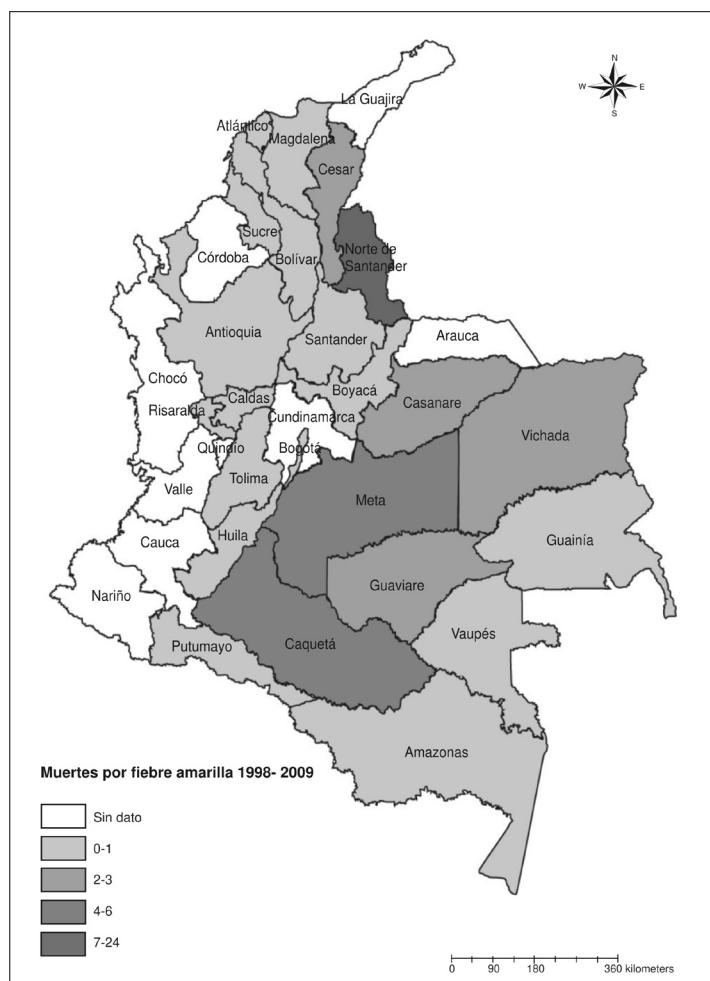 N
W E
S
La Guajira
Atlántico
Magdalena
Cesar
Sucre
Córdoba
Bolívar
Norte de
Santander
Antioquia
Santander
Arauca
Chocó
Boyacá
Caldas
Casanare
Risaralda
Cundinamarca
Vichada
Quindío
Bogotá
Tolima
Valle
Meta
Cauca
Huila
Guainía
Guaviare
Nariño
Vaupés
Putumayo
Caquetá
Amazonas
Muertes por fiebre amarilla 1998- 2009
Sin dato
0-1
2-3
4-6
7-24
0 90 180 360 kilometers